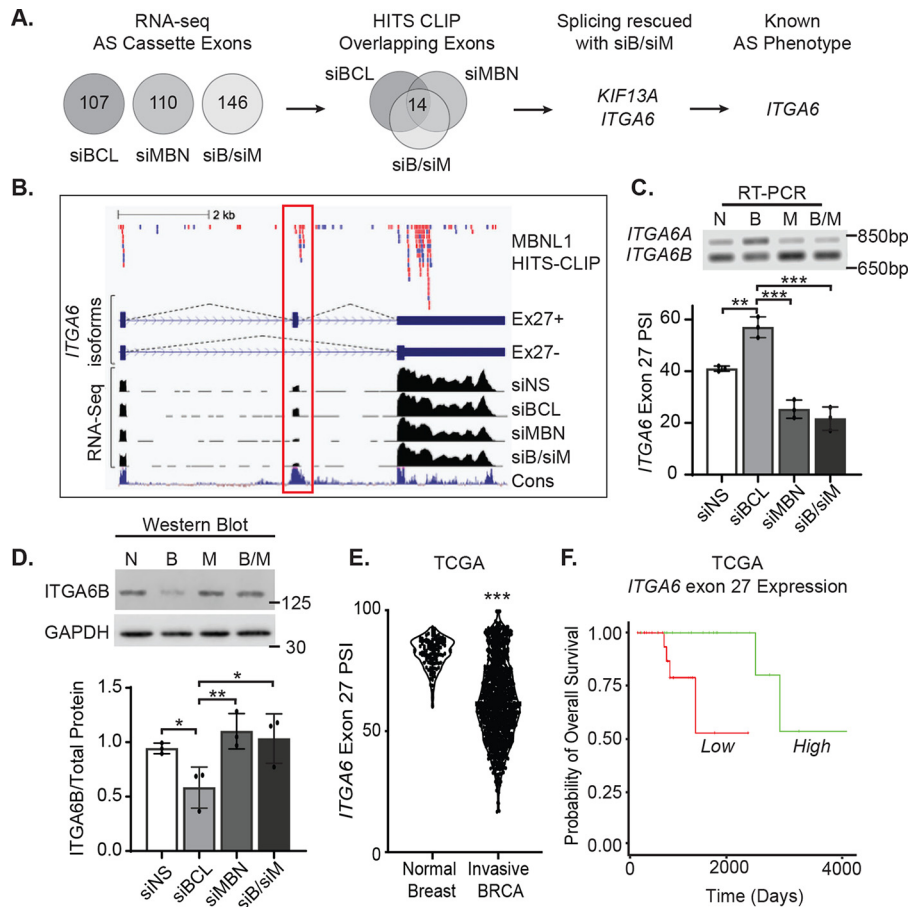 A.
RNA-seq
AS Cassette Exons
HITS CLIP
Overlapping Exons
Splicing rescued
with siB/siM
Known
AS Phenotype
107
110
146
siBCL
siMBN
siB/siM
siBCL
siMBN
14
siB/siM
KIF13A
ITGA6
ITGA6
B.
2 kb
MBNL1
HITS-CLIP
ITGA6
isoforms
Ex27+
Ex27-
RNA-Seq
siNS
siBCL
siMBN
siB/siM
Cons
C.
RT-PCR
N B M B/M
ITGA6A
ITGA6B
850bp
650bp
ITGA6 Exon 27 PSI
60
40
20
0
** *** ***
siNS
siBCL
siMBN
siB/siM
D.
Western Blot
N B M B/M
ITGA6B
125
GAPDH
30
ITGA6B/Total Protein
1.5
1.0
0.5
0.0
* ** *
siNS
siBCL
siMBN
siB/siM
E.
TCGA
***
ITGA6 Exon 27 PSI
100
50
0
Normal
Breast
Invasive
BRCA
F.
TCGA
ITGA6 exon 27 Expression
Probability of Overall Survival
1.00
0.75
0.50
0.25
0.00
Low
High
0 2000 4000
Time (Days)